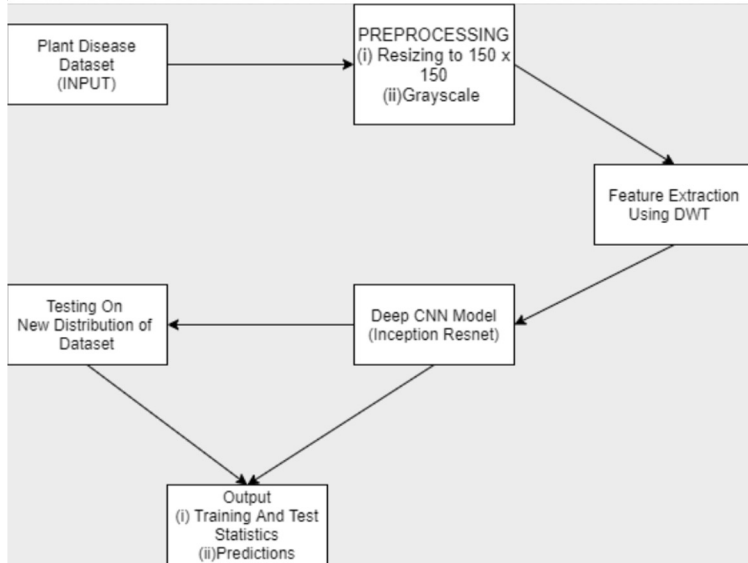 Plant Disease
Dataset
(INPUT)
PREPROCESSING
(i) Resizing to 150 x
150
(ii)Grayscale
Feature Extraction
Using DWT
Deep CNN Model
(Inception Resnet)
Testing On
New Distribution of
Dataset
Output
(i) Training And Test
Statistics
(ii)Predictions